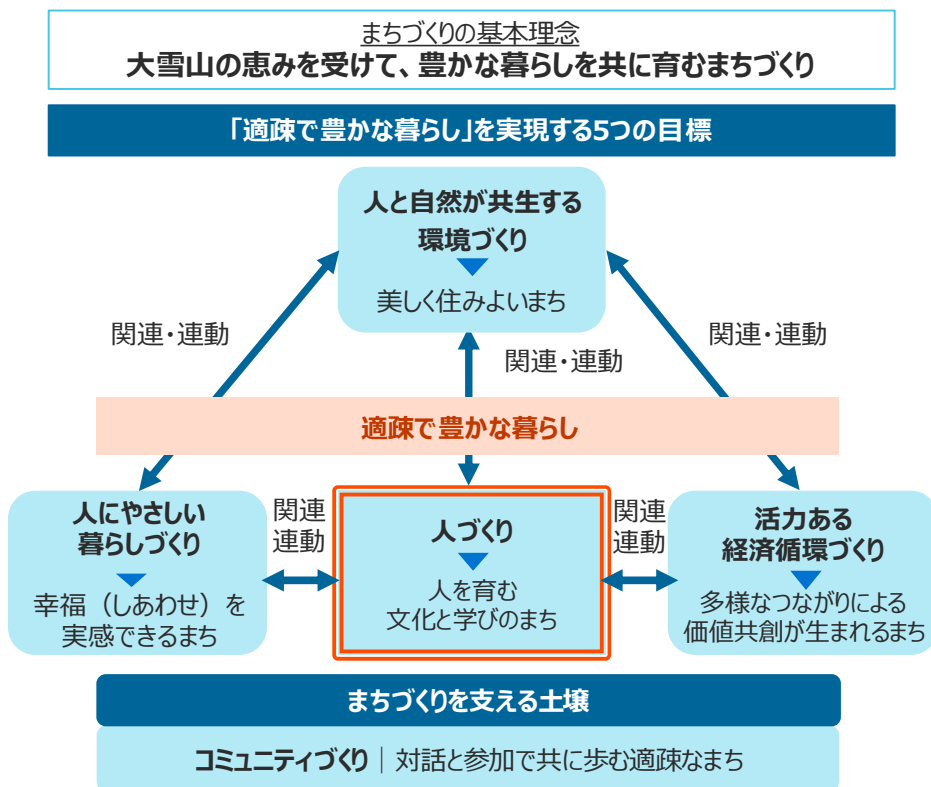 まちづくりの基本理念
大雪山の恵みを受けて、豊かな暮らしを共に育むまちづくり
「適疎で豊かな暮らし」を実現する5つの目標
人と自然が共生する
環境づくり
美しく住みよいまち
関連・連動
関連・連動
関連・連動
適疎で豊かな暮らし
人にやさしい
暮らしづくり
幸福（しあわせ）を
実感できるまち
関連
連動
人づくり
人を育む
文化と学びのまち
関連
連動
活力ある
経済循環づくり
多様なつながりによる
価値共創が生まれるまち
まちづくりを支える土壌
コミュニティづくり｜対話と参加で共に歩む適疎なまち